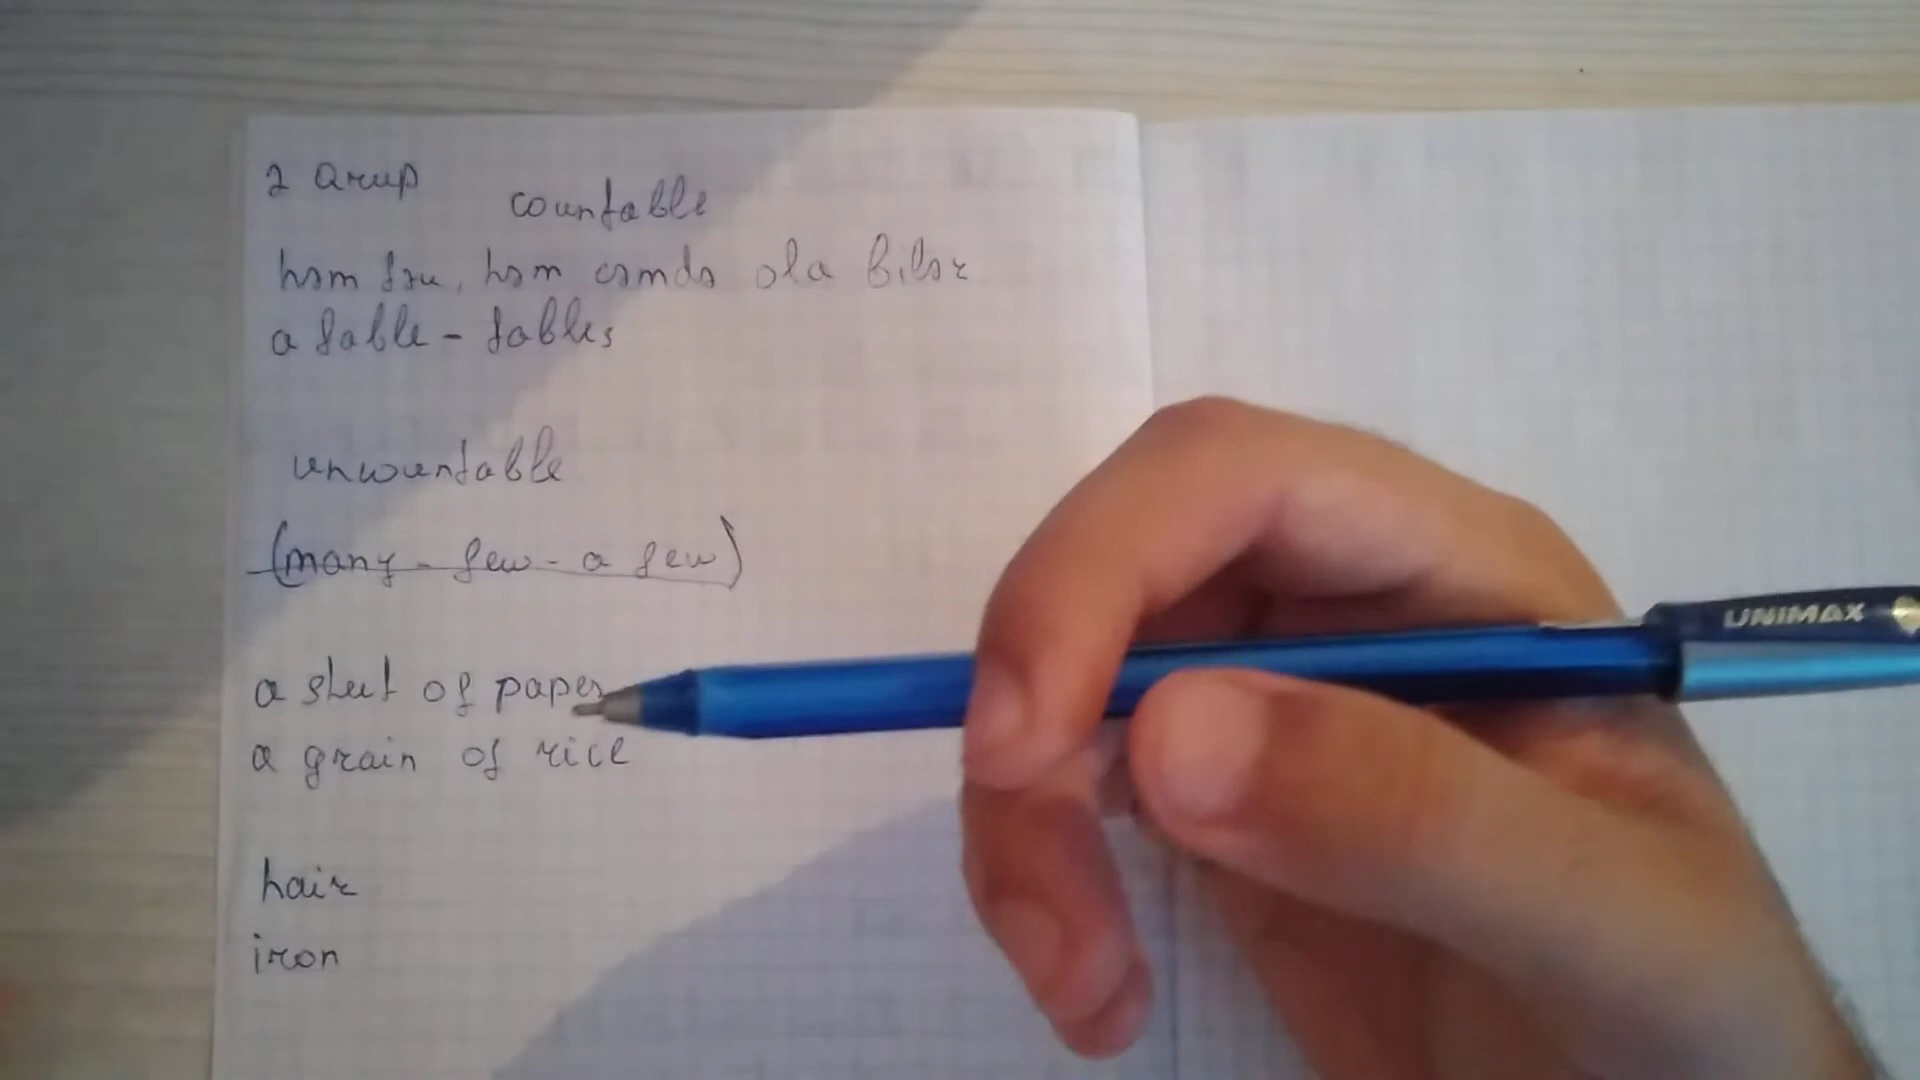 2 qrup
countable
həm tək, həm cəmdə ola bilər
a table - tables
uncountable
(many - few - a few)
a sheet of paper
a grain of rice
hair
iron
UNIMAX